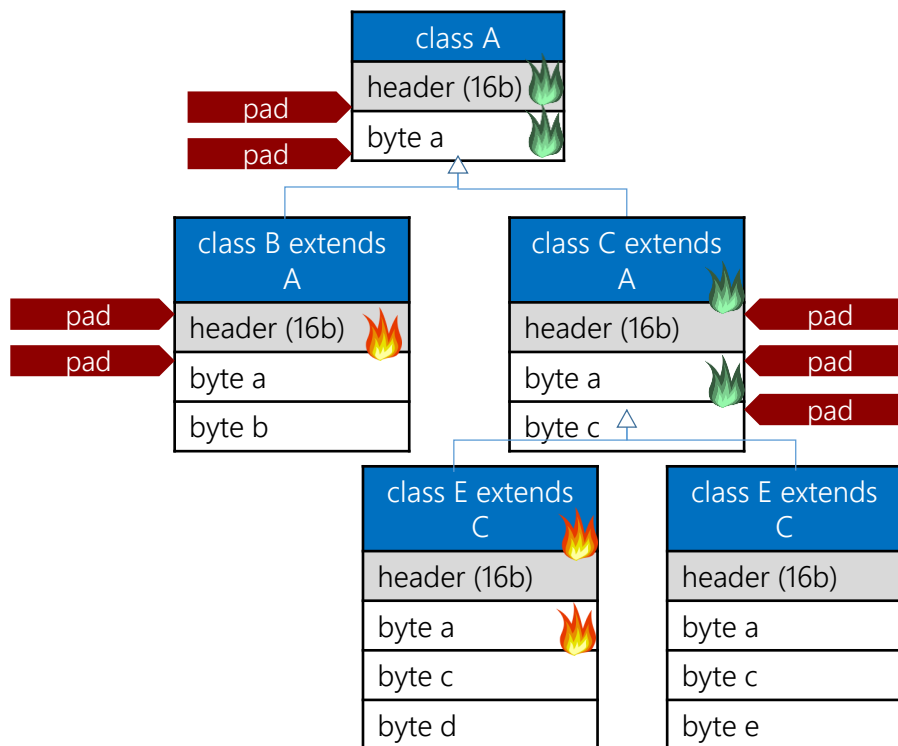 class A
header (16b)
pad
byte a
pad
class B extends
A
class C extends
A
pad
header (16b)
header (16b)
pad
pad
byte a
byte a
pad
byte b
byte c
pad
class E extends
C
class E extends
C
header (16b)
header (16b)
byte a
byte a
byte c
byte c
byte d
byte e